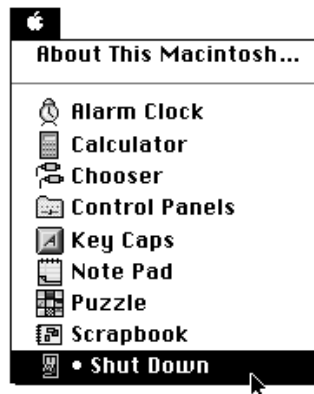 About This Macintosh...
Alarm Clock
Calculator
Chooser
Control Panels
Key Caps
Note Pad
Puzzle
Scrapbook
• Shut Down